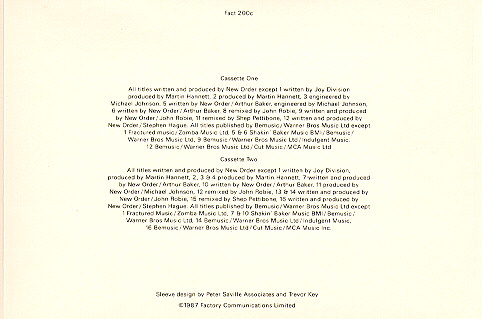 Fact 200c
Cassette One
All titles written and produced by New Order except 1 written by Joy Division
produced by Martin Hannett, 2 produced by Martin Hannett, 3 engineered by
Michael Johnson, 5 written by New Order/Arthur Baker, engineered by Michael Johnson,
6 written by New Order/Arthur Baker, 8 remixed by John Robie, 9 written and produced
by New Order/John Robie, 11 remixed by Shep Pettibone, 12 written and produced by
New Order/Stephen Hague. All titles published by Bemusic/Warner Bros Music Ltd except
1 Fractured music/Zomba Music Ltd, 5 & 6 Shakin' Baker Music BMI/Bemusic/
Warner Bros Music Ltd, 9 Bemusic/Warner Bros Music Ltd/Indulgent Music,
12 Bemusic/Warner Bros Music Ltd/Cut Music/MCA Music Ltd
Cassette Two
All titles written and produced by New Order except 1 written by Joy Division,
produced by Martin Hannett, 2, 3 & 4 produced by Martin Hannett, 7 written and produced
by New Order/Arthur Baker, 10 written by New Order/Arthur Baker, 11 produced by
New Order/Michael Johnson, 12 remixed by John Robie, 13 & 14 written and produced by
New Order/John Robie, 15 remixed by Shep Pettibone, 16 written and produced by
New Order/Stephen Hague. All titles published by Bemusic/Warner Bros Music Ltd except
1 Fractured Music/Zomba Music Ltd, 7 & 10 Shakin' Baker Music BMI/Bemusic/
Warner Bros Music Ltd, 14 Bemusic/Warner Bros Music Ltd/Indulgent Music,
16 Bemusic/Warner Bros Music Ltd/Cut Music/MCA Music Inc.
Sleeve design by Peter Saville Associates and Trevor Key
©1987 Factory Communications Limited